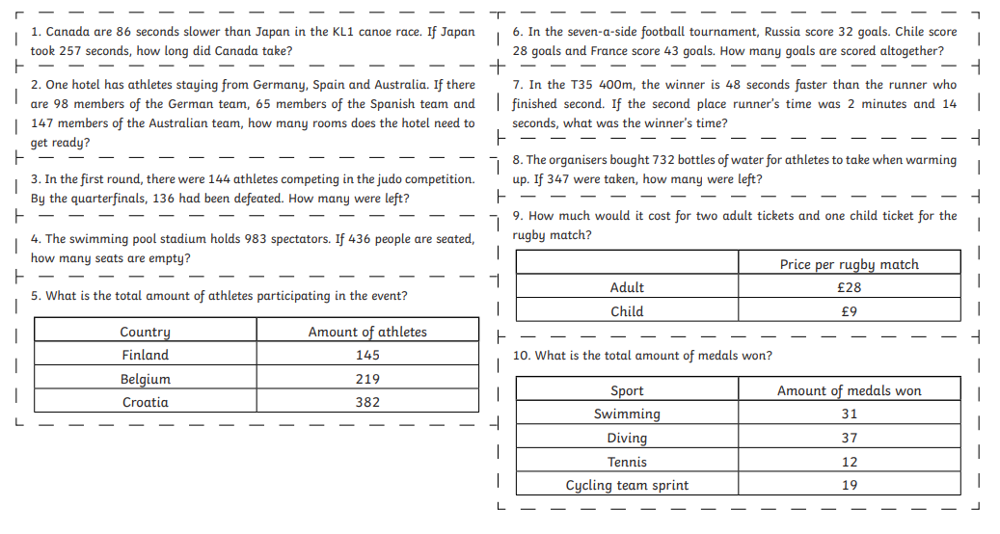 1. Canada are 86 seconds slower than Japan in the KL1 canoe race. If Japan
took 257 seconds, how long did Canada take?
2. One hotel has athletes staying from Germany, Spain and Australia. If there
are 98 members of the German team, 65 members of the Spanish team and
147 members of the Australian team, how many rooms does the hotel need to
get ready?
3. In the first round, there were 144 athletes competing in the judo competition.
By the quarterfinals, 136 had been defeated. How many were left?
4. The swimming pool stadium holds 983 spectators. If 436 people are seated,
how many seats are empty?
5. What is the total amount of athletes participating in the event?
Country Amount of athletes
Finland 145
Belgium 219
Croatia 382
6. In the seven-a-side football tournament, Russia score 32 goals. Chile score
28 goals and France score 43 goals. How many goals are scored altogether?
7. In the T35 400m, the winner is 48 seconds faster than the runner who
finished second. If the second place runner's time was 2 minutes and 14
seconds, what was the winner's time?
8. The organisers bought 732 bottles of water for athletes to take when warming
up. If 347 were taken, how many were left?
9. How much would it cost for two adult tickets and one child ticket for the
rugby match?
Price per rugby match
Adult £28
Child £9
10. What is the total amount of medals won?
Sport Amount of medals won
Swimming 31
Diving 37
Tennis 12
Cycling team sprint 19